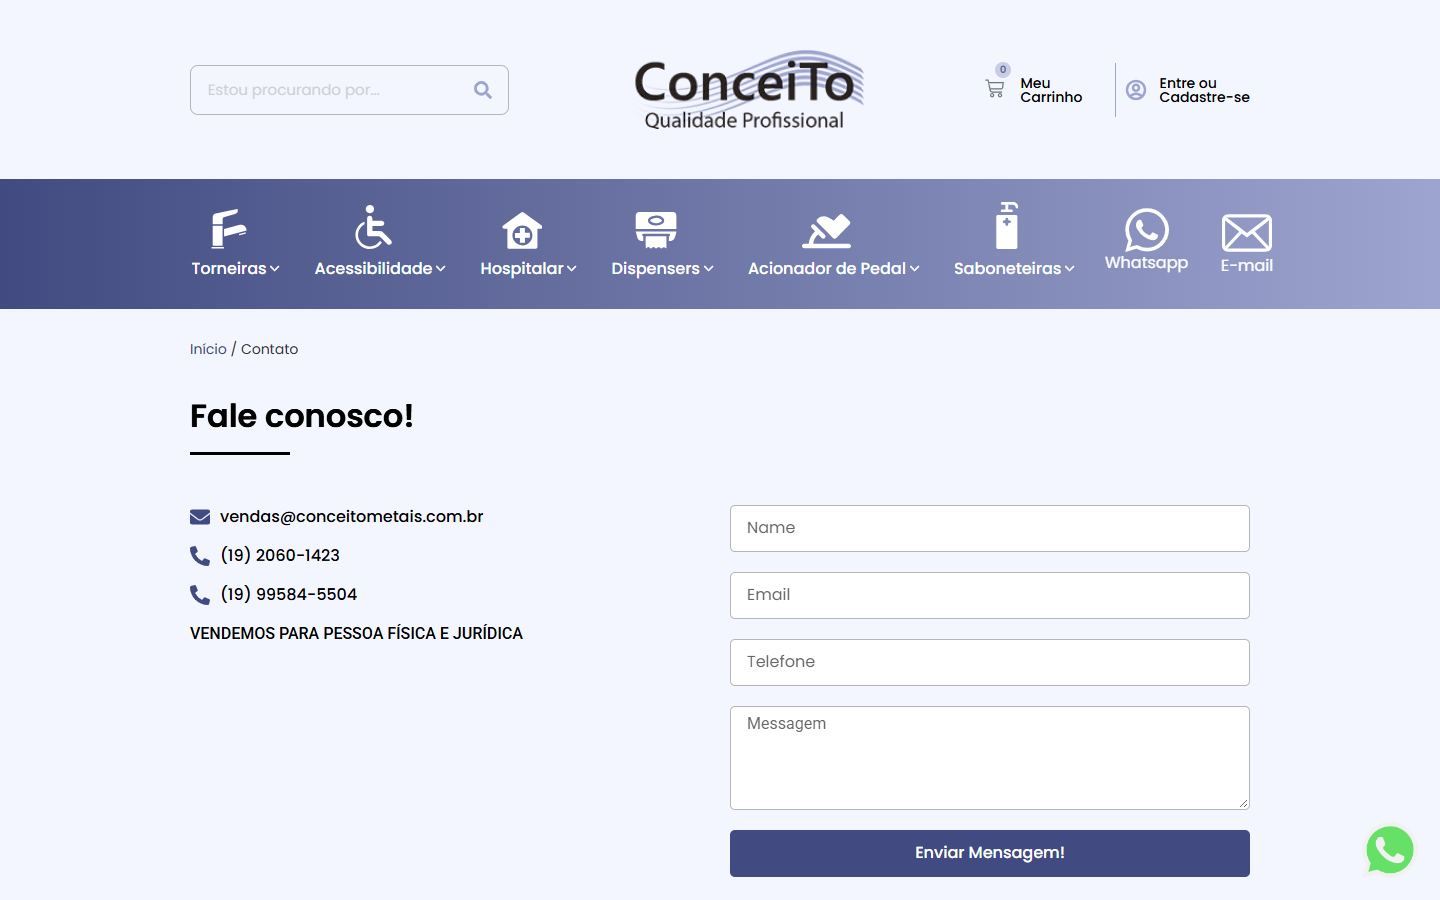 Estou procurando por...
ConceiTo
Qualidade Profissional
0
Meu
Carrinho
Entre ou
Cadastre-se
Torneiras
Acessibilidade
Hospitalar
Dispensers
Acionador de Pedal
Saboneteiras
Whatsapp
E-mail
Início / Contato
Fale conosco!
vendas@conceitometais.com.br
(19) 2060-1423
(19) 99584-5504
VENDEMOS PARA PESSOA FÍSICA E JURÍDICA
Name
Email
Telefone
Messagem
Enviar Mensagem!